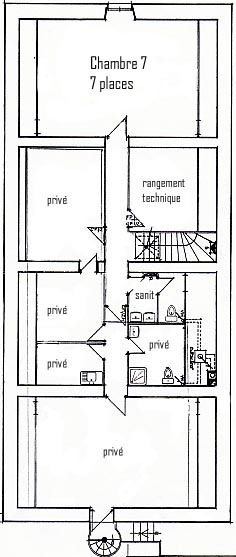 Chambre 7
7 places
privé
rangement
technique
privé
sanit
privé
privé
privé